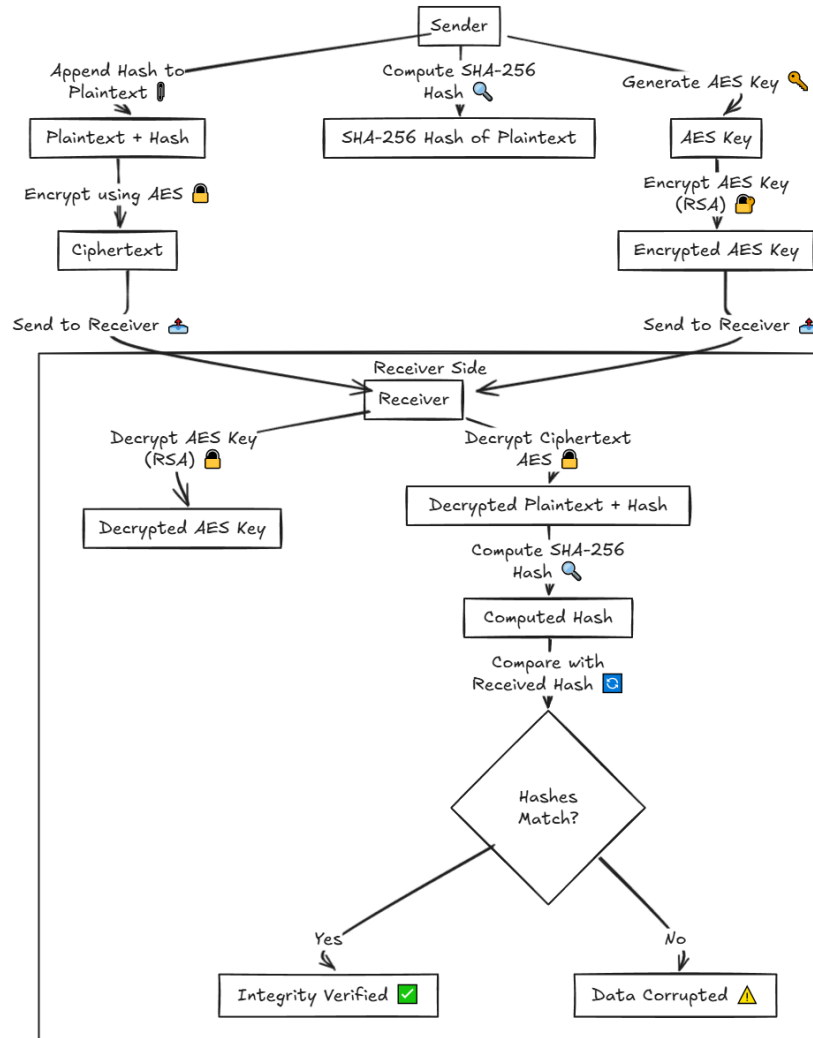 Sender
Append Hash to
Plaintext
Compute SHA-256
Hash
Generate AES Key
Plaintext + Hash
SHA-256 Hash of Plaintext
AES Key
Encrypt using AES
Encrypt AES Key
(RSA)
Ciphertext
Encrypted AES Key
Send to Receiver
Send to Receiver
Receiver Side
Receiver
Decrypt AES Key
(RSA)
Decrypt Ciphertext
AES
Decrypted AES Key
Decrypted Plaintext + Hash
Compute SHA-256
Hash
Computed Hash
Compare with
Received Hash
Hashes
Match?
Yes
No
Integrity Verified
Data Corrupted